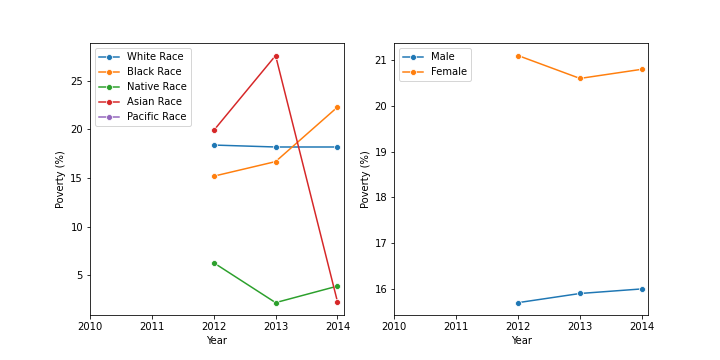 White Race
Black Race
Native Race
Asian Race
Pacific Race
25
20
15
10
5
Poverty (%)
2010 2011 2012 2013 2014
Year
Male
Female
21
20
19
18
17
16
Poverty (%)
2010 2011 2012 2013 2014
Year